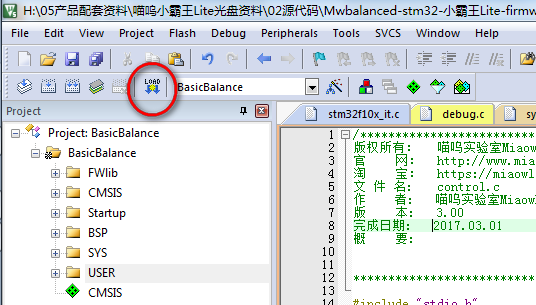 H:\05产品配套资料\喵呜小霸王Lite光盘资料\02源代码\Mwbalanced-stm32-小霸王Lite-firmw
File Edit View Project Flash Debug Peripherals Tools SVCS Window Help
LOAD
BasicBalance
Project
stm32f10x_it.c
debug.c
sy
Project: BasicBalance
BasicBalance
FWlib
CMSIS
Startup
BSP
SYS
USER
CMSIS
1 /**************************
2 版权所有: 喵呜实验室Miaow
3 官 网: http://www.mia
4 淘 宝: https://miaowl
5 文 件 名: control.c
6 作 者: 喵呜实验室Miaowl
7 版 本: 3.00
8 完成日期: 2017.03.01
9 概 要:
10
11
12 ***************************
13
14 #include "stdio.h"